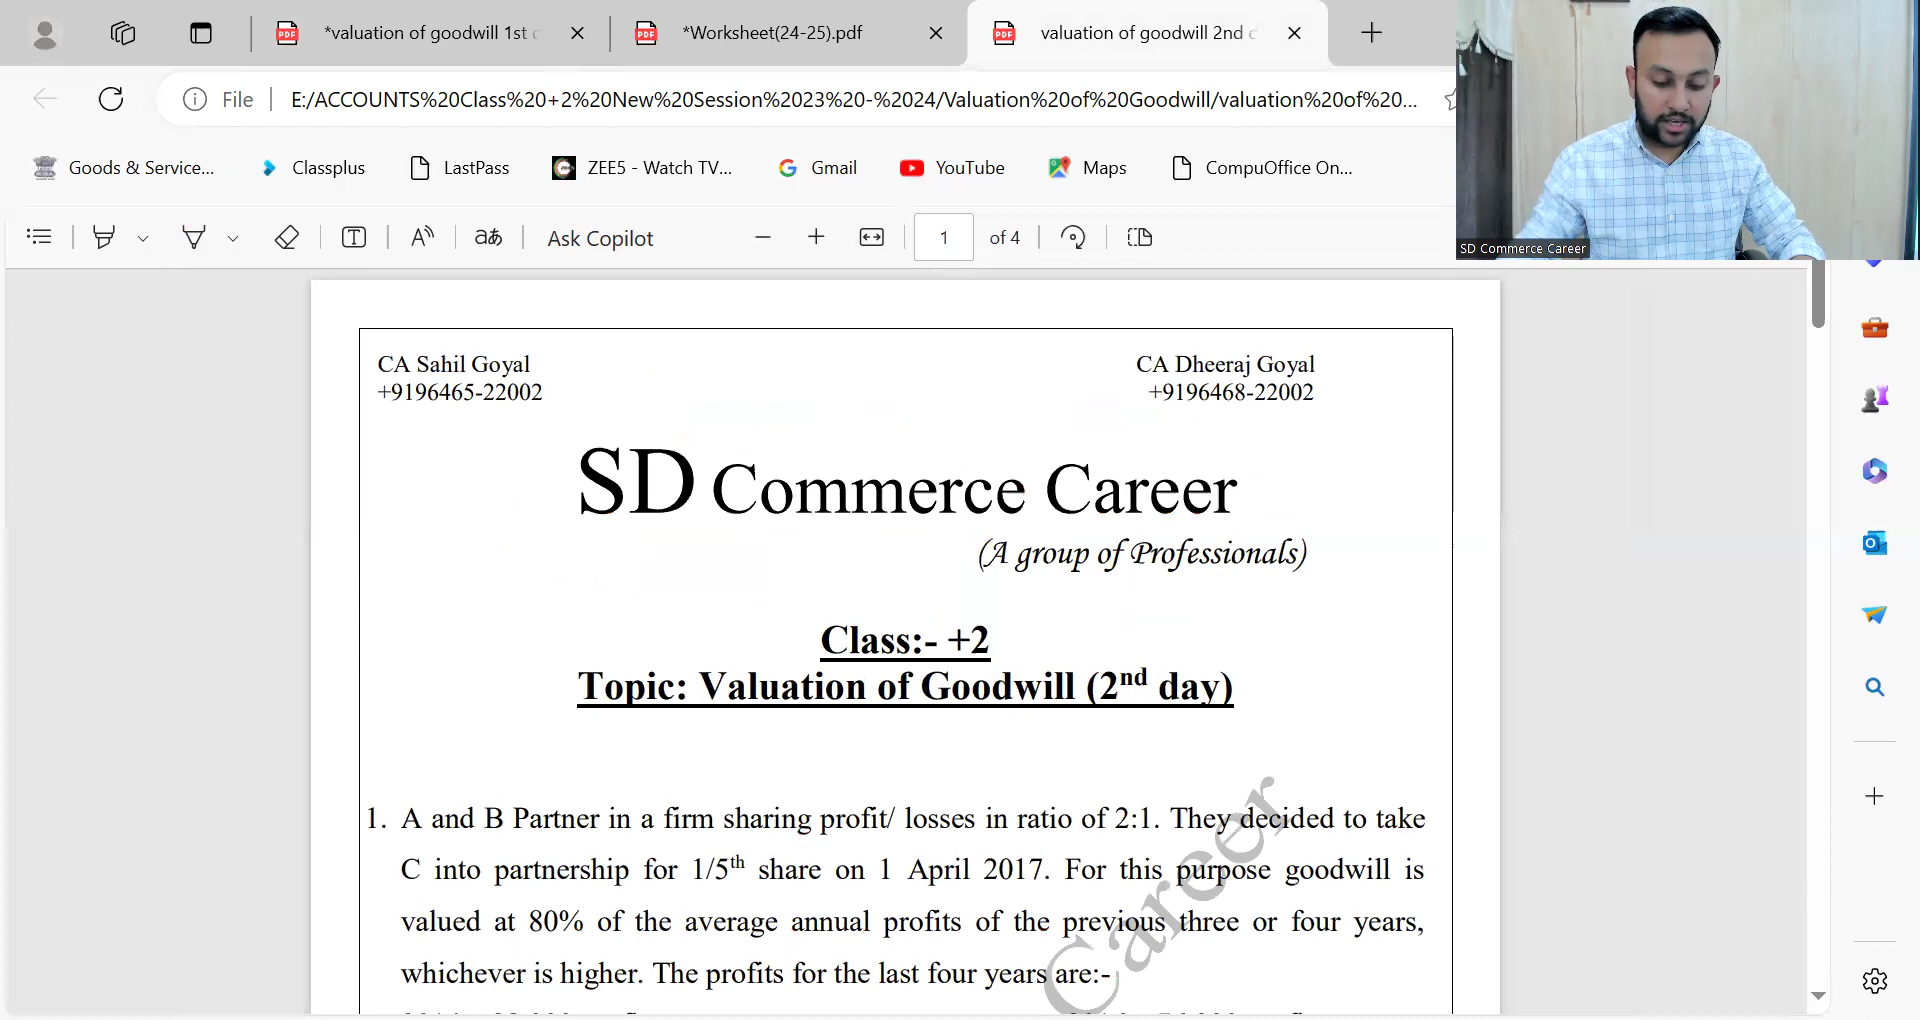 *valuation of goodwill 1st
*Worksheet(24-25).pdf
valuation of goodwill 2nd
File
E:/ACCOUNTS%20Class%20+2%20New%20Session%2023%20-%2024/Valuation%20of%20Goodwill/valuation%20of%20...
Goods & Service...
Classplus
LastPass
ZEE5 - Watch TV...
Gmail
YouTube
Maps
CompuOffice On...
Ask Copilot
1 of 4
SD Commerce Career
CA Sahil Goyal
CA Dheeraj Goyal
+9196465-22002
+9196468-22002
SD Commerce Career
(A group of Professionals)
Class:- +2
Topic: Valuation of Goodwill (2nd day)
1. A and B Partner in a firm sharing profit/ losses in ratio of 2:1. They decided to take
C into partnership for 1/5th share on 1 April 2017. For this purpose goodwill is
valued at 80% of the average annual profits of the previous three or four years,
whichever is higher. The profits for the last four years are:-
Career